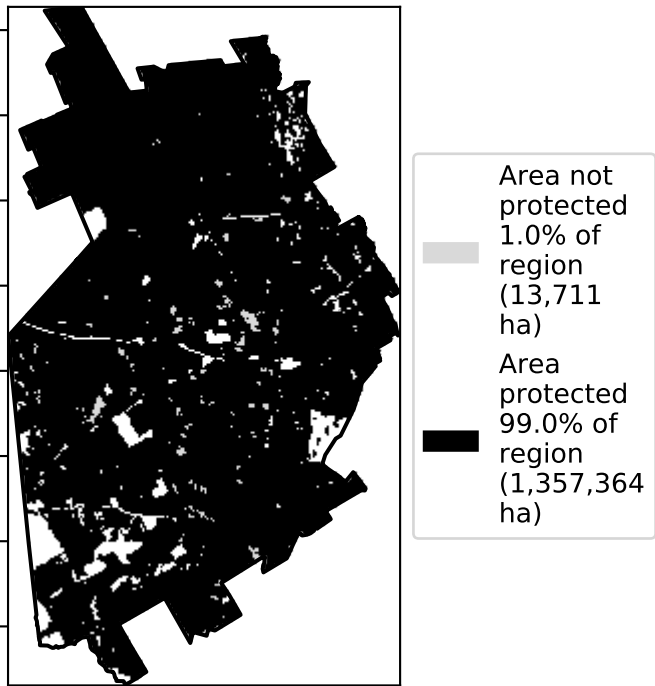 Area not
protected
1.0% of
region
(13,711
ha)
Area
protected
99.0% of
region
(1,357,364
ha)